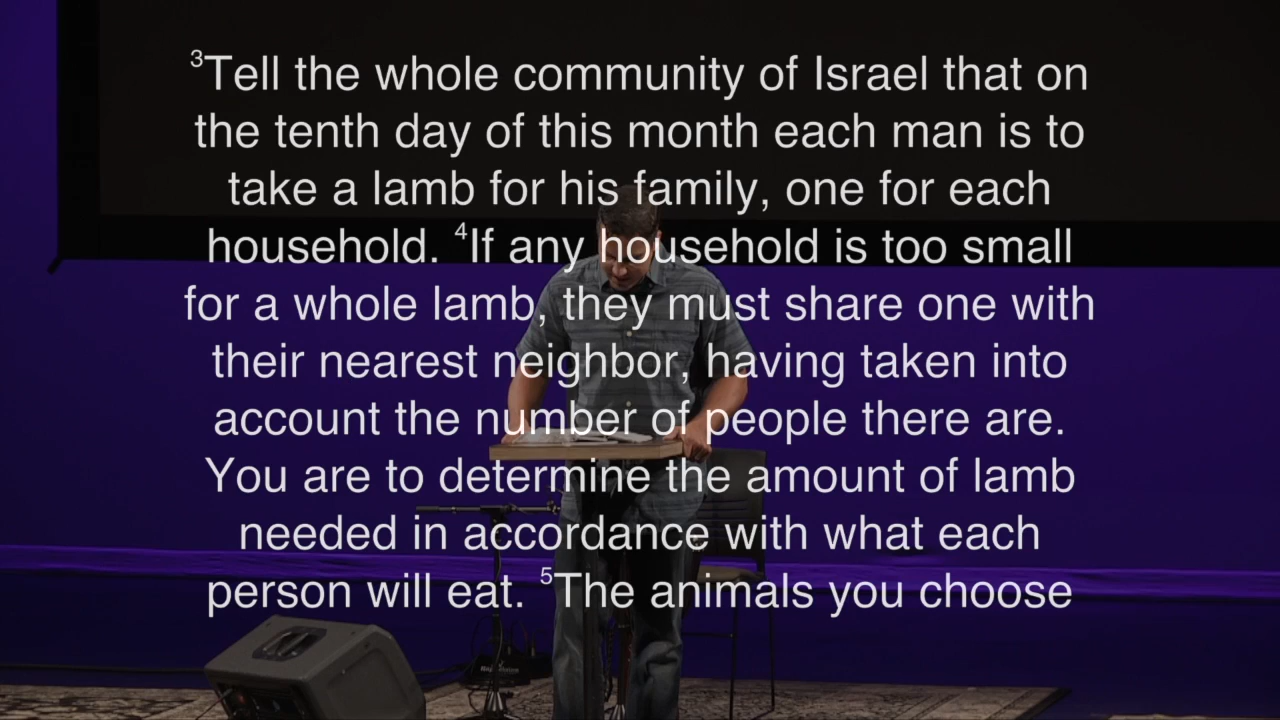 ³Tell the whole community of Israel that on
the tenth day of this month each man is to
take a lamb for his family, one for each
household. ⁴If any household is too small
for a whole lamb, they must share one with
their nearest neighbor, having taken into
account the number of people there are.
You are to determine the amount of lamb
needed in accordance with what each
person will eat. ⁵The animals you choose